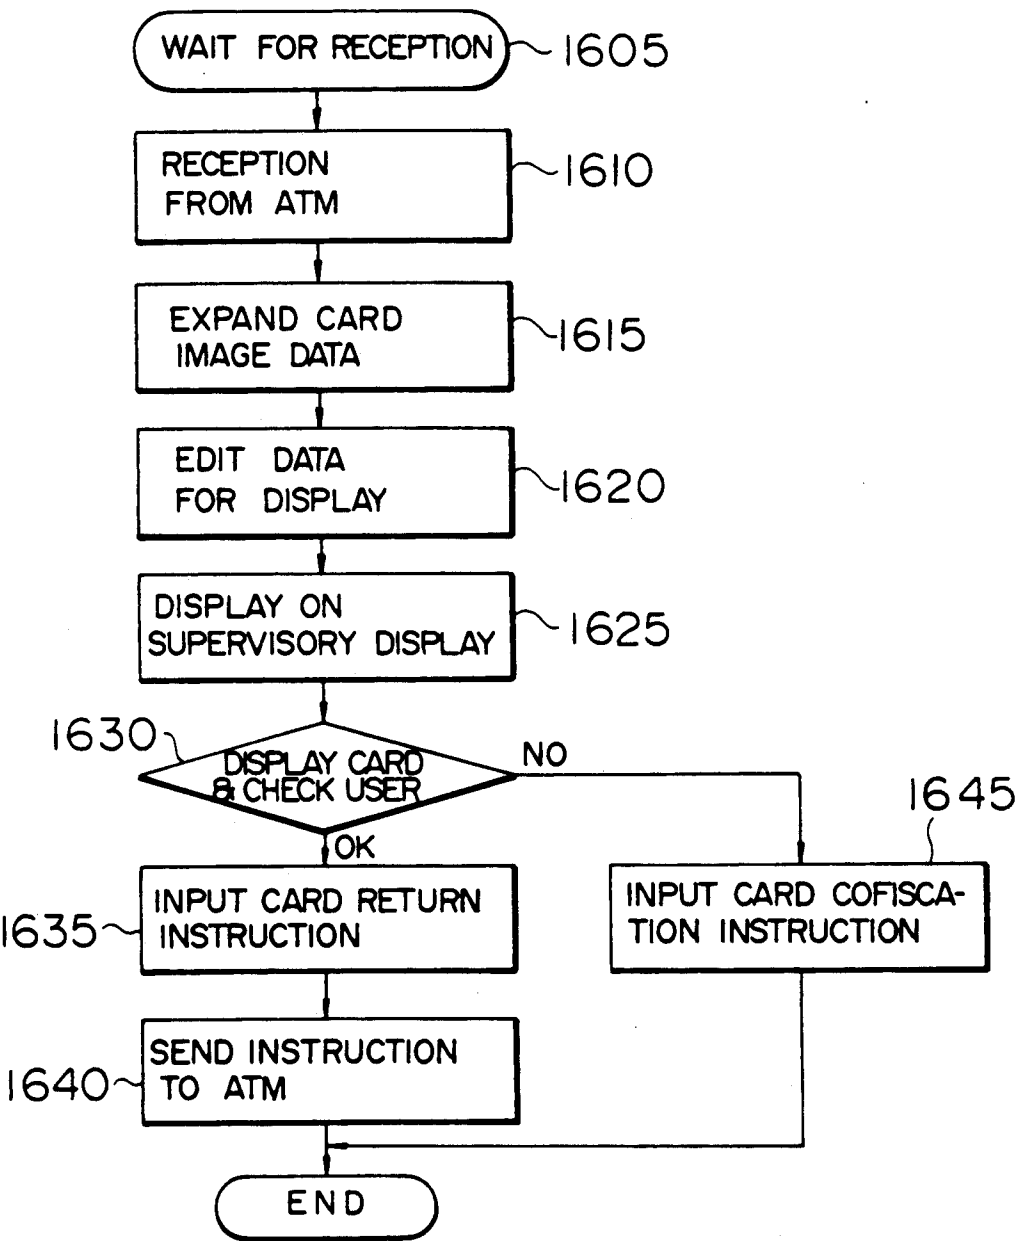 WAIT FOR RECEPTION
1605
RECEPTION
FROM ATM
1610
EXPAND CARD
IMAGE DATA
1615
EDIT DATA
FOR DISPLAY
1620
DISPLAY ON
SUPERVISORY DISPLAY
1625
1630
DISPLAY CARD
& CHECK USER
NO
OK
1645
INPUT CARD RETURN
INSTRUCTION
1635
INPUT CARD COFISCA-
TION INSTRUCTION
SEND INSTRUCTION
TO ATM
1640
END